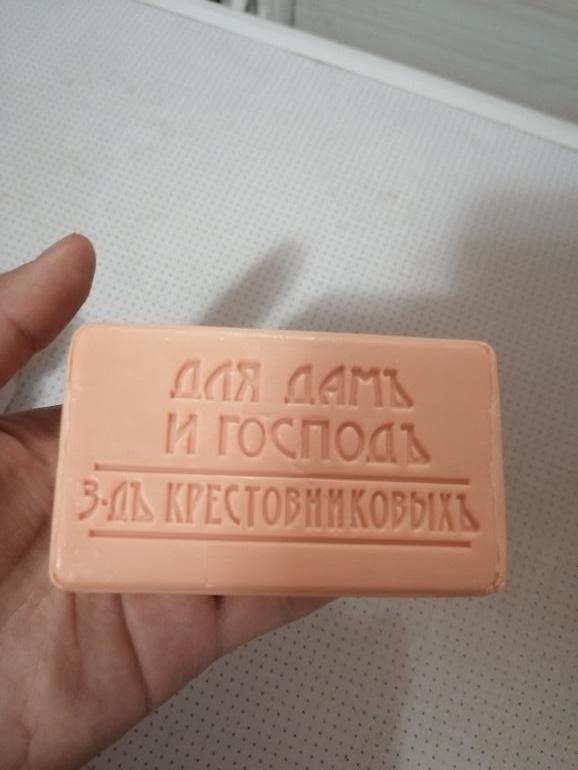 ДЛЯ ДАМЪ
И ГОСПОДЪ
З-ДЪ КРЕСТОВНИКОВЫХЪ